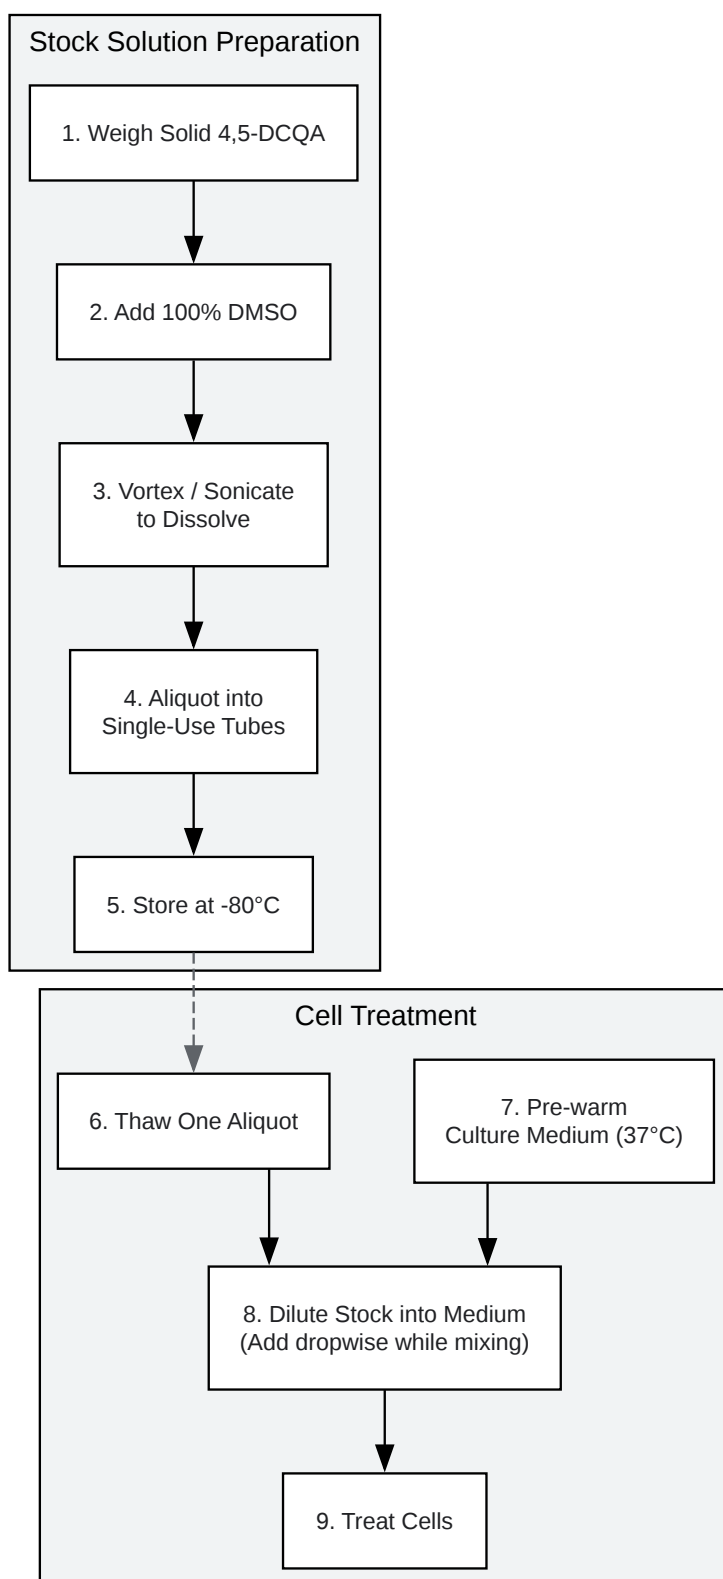 Stock Solution Preparation
1. Weigh Solid 4,5-DCQA
2. Add 100% DMSO
3. Vortex / Sonicate
to Dissolve
4. Aliquot into
Single-Use Tubes
5. Store at -80°C
Cell Treatment
6. Thaw One Aliquot
7. Pre-warm
Culture Medium (37°C)
8. Dilute Stock into Medium
(Add dropwise while mixing)
9. Treat Cells